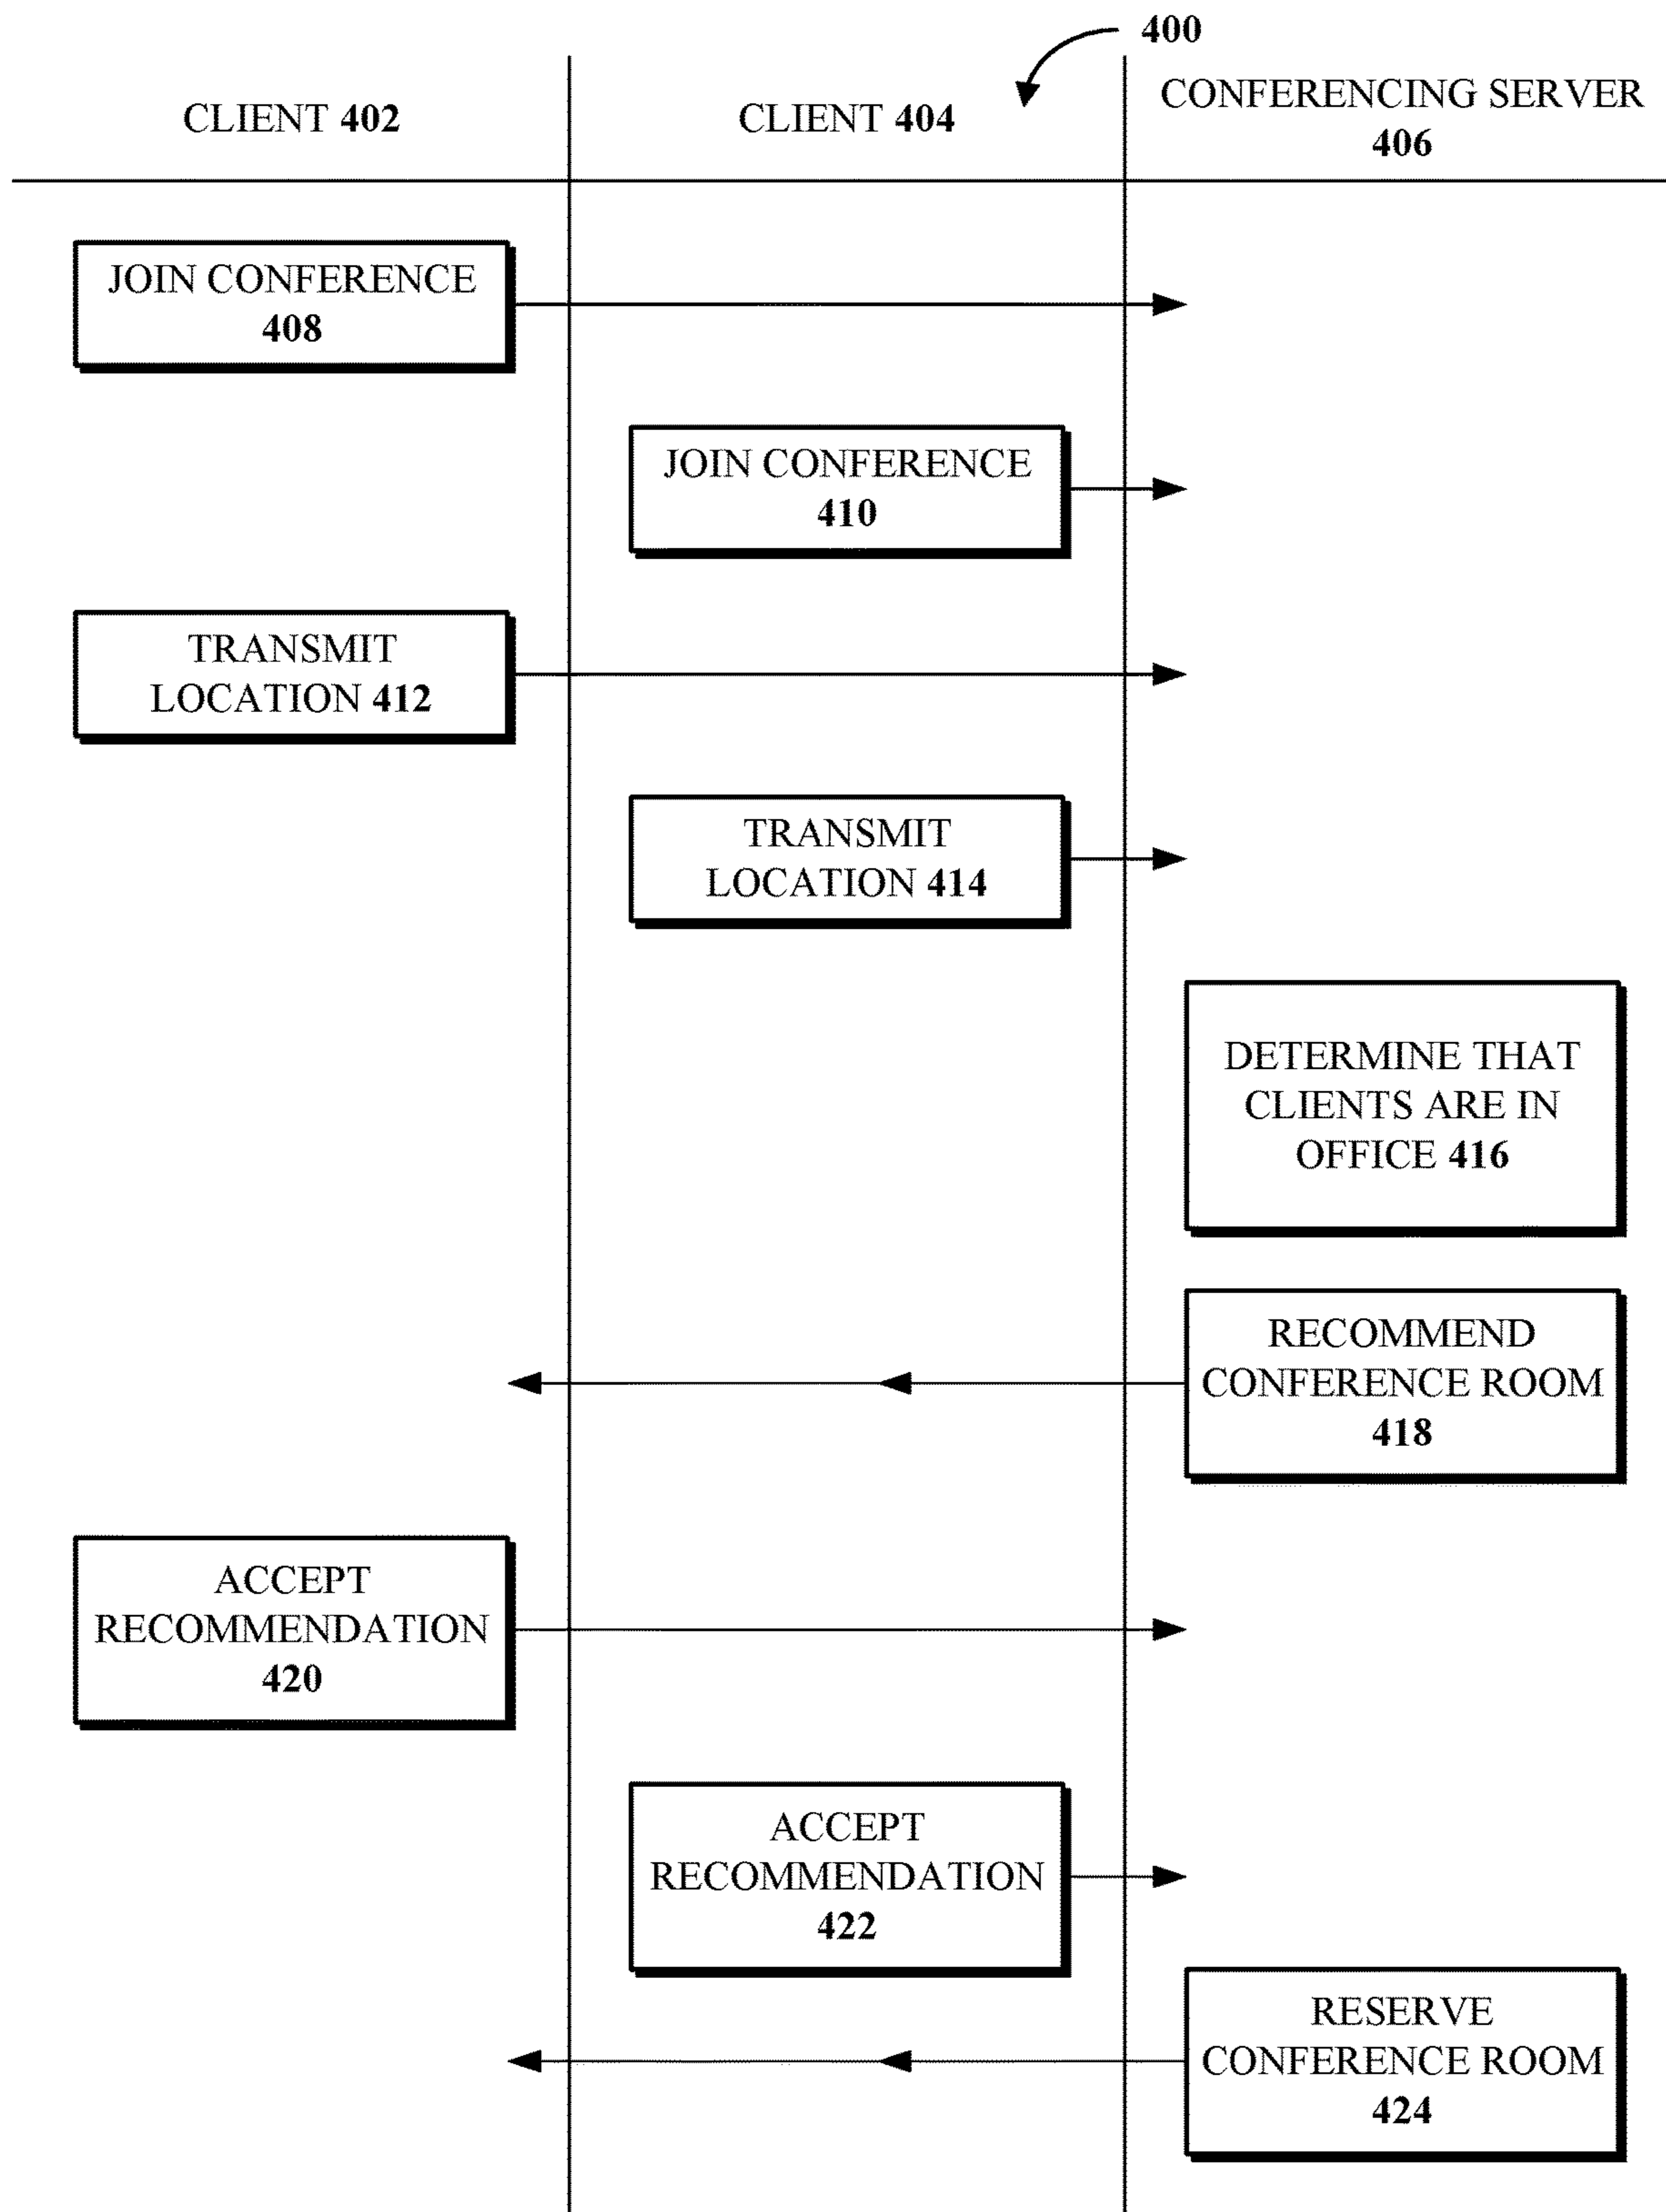 400
CLIENT 402
CLIENT 404
CONFERENCING SERVER
406
JOIN CONFERENCE
408
JOIN CONFERENCE
410
TRANSMIT
LOCATION 412
TRANSMIT
LOCATION 414
DETERMINE THAT
CLIENTS ARE IN
OFFICE 416
RECOMMEND
CONFERENCE ROOM
418
ACCEPT
RECOMMENDATION
420
ACCEPT
RECOMMENDATION
422
RESERVE
CONFERENCE ROOM
424